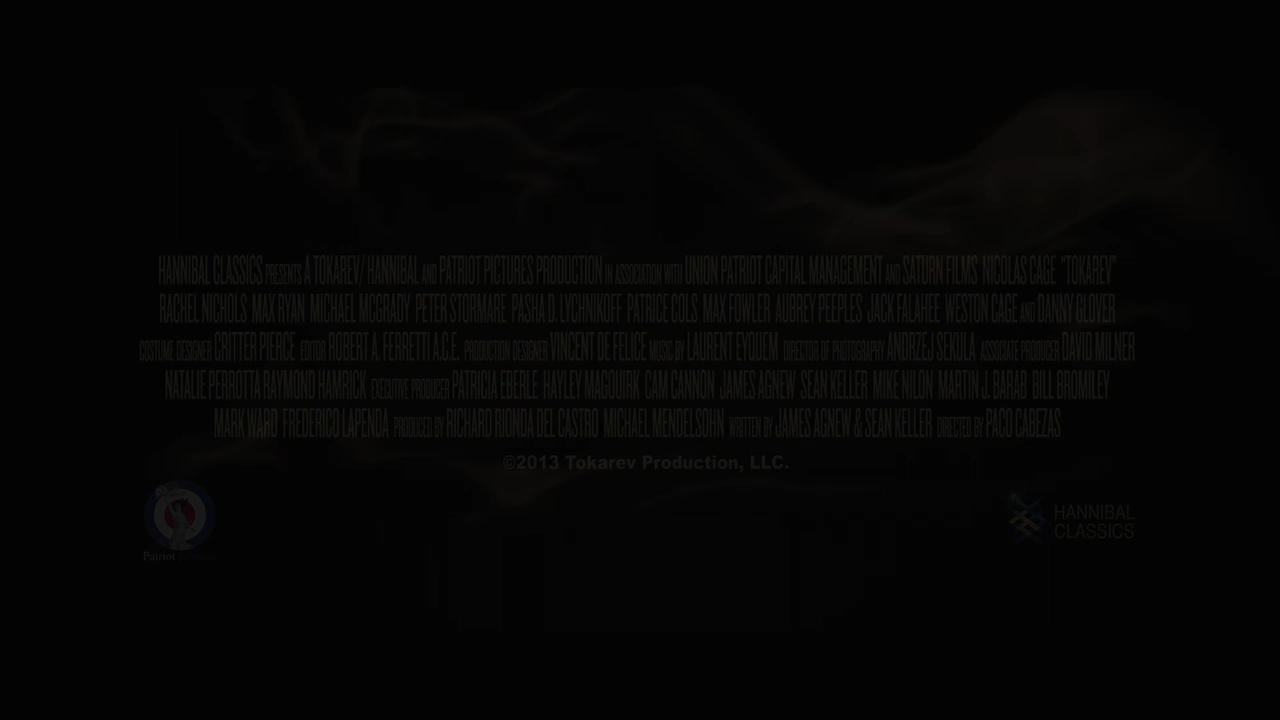 HANNIBAL CLASSICS PRESENTS A TOKAREV/ HANNIBAL AND PATRIOT PICTURES PRODUCTION IN ASSOCIATION WITH UNION PATRIOT CAPITAL MANAGEMENT AND SATURN FILMS NICOLAS CAGE "TOKAREV"
RACHEL NICHOLS MAX RYAN MICHAEL MCGRADY PETER STORMARE PASHA D. LYCHNIKOFF PATRICE COLS MAX FOWLER AUBREY PEEPLES JACK FALAHEE WESTON CAGE AND DANNY GLOVER
COSTUME DESIGNER CRITTER PIERCE EDITOR ROBERT A. FERRETTI A.C.E. PRODUCTION DESIGNER VINCENT DE FELICE MUSIC BY LAURENT EYQUEM DIRECTOR OF PHOTOGRAPHY ANDRZEJ SEKULA ASSOCIATE PRODUCER DAVID MILNER
NATALIE PERROTTA RAYMOND HAMRICK EXECUTIVE PRODUCER PATRICIA EBERLE HAYLEY MAGOUIRK CAM CANNON JAMES AGNEW SEAN KELLER MIKE NILON MARTIN J. BARAB BILL BROMILEY
MARK WARD FREDERICO LAPENDA PRODUCED BY RICHARD RIONDA DEL CASTRO MICHAEL MENDELSOHN WRITTEN BY JAMES AGNEW & SEAN KELLER DIRECTED BY PACO CABEZAS
©2013 Tokarev Production, LLC.
Patriot
HANNIBAL
CLASSICS